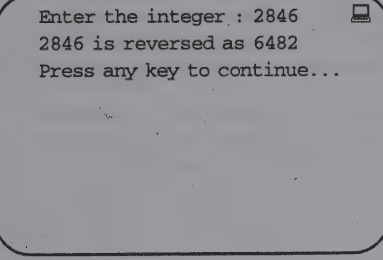 Enter the integer : 2846
2846 is reversed as 6482
Press any key to continue...